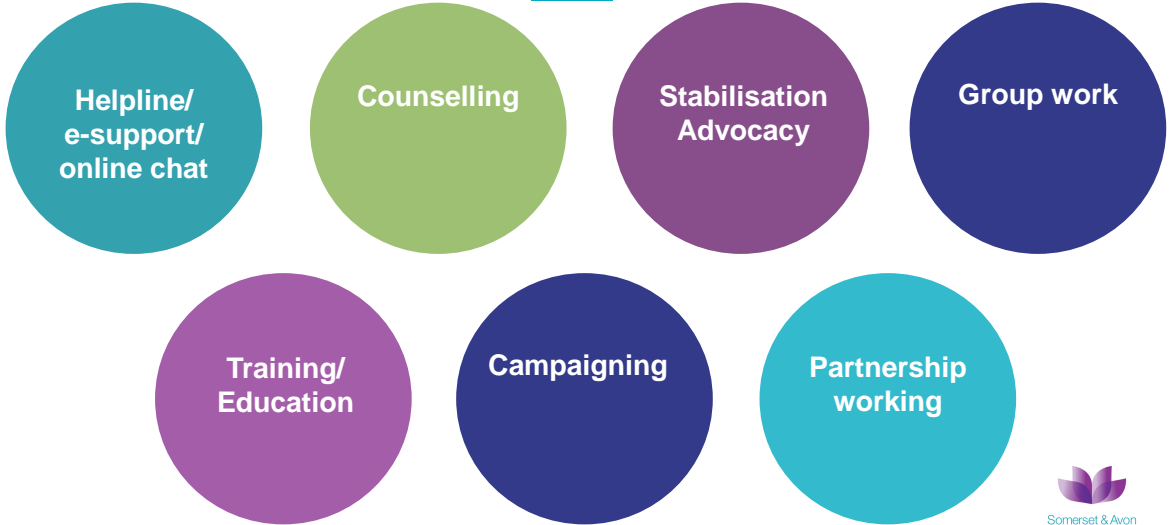 Helpline/
e-support/
online chat
Counselling
Stabilisation
Advocacy
Group work
Training/
Education
Campaigning
Partnership
working
Somerset & Avon